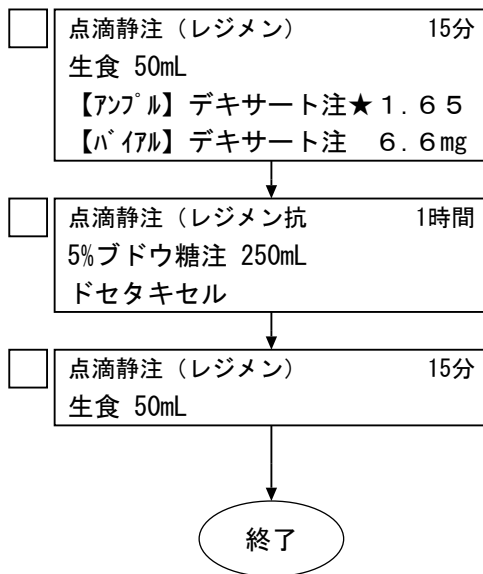 点滴静注（レジメン） 15分
生食 50mL
【ｱﾝﾌﾟﾙ】デキサート注★１.６５
【ﾊﾞｲｱﾙ】デキサート注 ６.６mg
点滴静注（レジメン抗 1時間
5%ブドウ糖注 250mL
ドセタキセル
点滴静注（レジメン） 15分
生食 50mL
終了